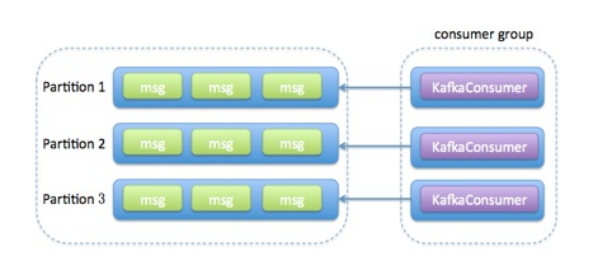 consumer group
Partition 1 msg msg msg KafkaConsumer
Partition 2 msg msg msg KafkaConsumer
Partition 3 msg msg msg KafkaConsumer